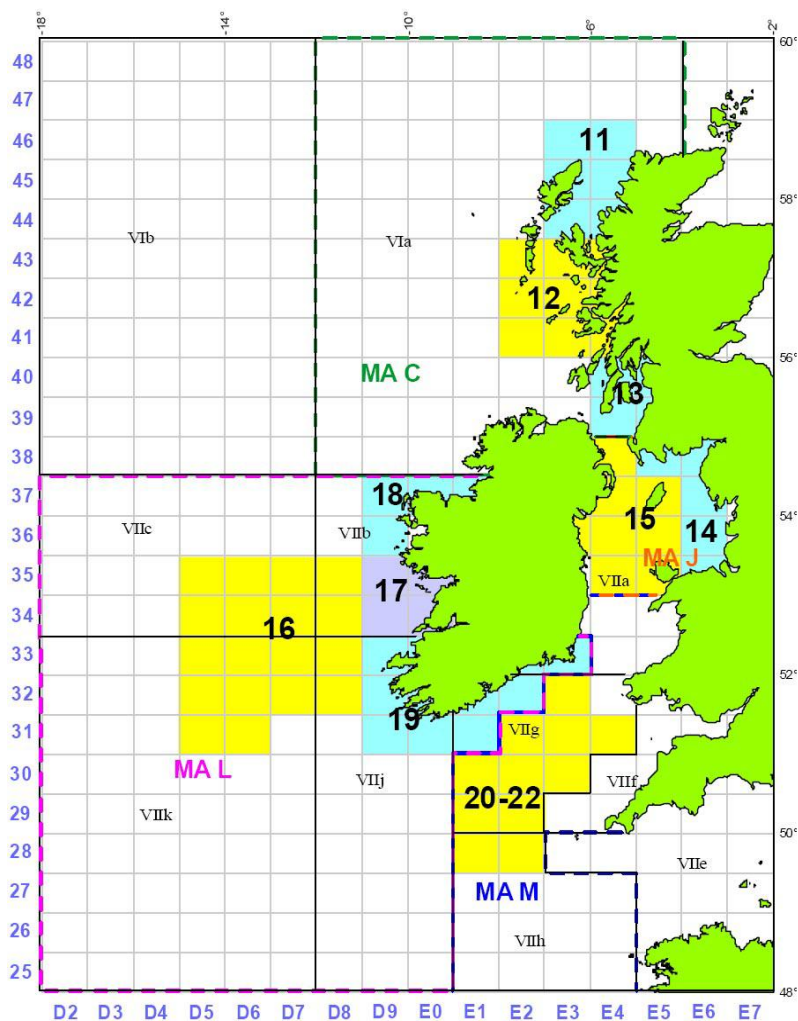 -18° -14° -10° -6° -2°
48 60°
47
46 11
45
44 58°
VIb VIa
43
42 12
41
56°
40 MA C 13
39
38
37 18
54°
VIIc VIIb 15 14
36
35 17 MA J
VIIa
34 16
33
52°
32
19
31 VIIg
30 MA L VIIj
20-22 VIIf
29 VIIk
50°
28 VIIe
27 MA M
26 VIIh
25
48°
D2 D3 D4 D5 D6 D7 D8 D9 E0 E1 E2 E3 E4 E5 E6 E7